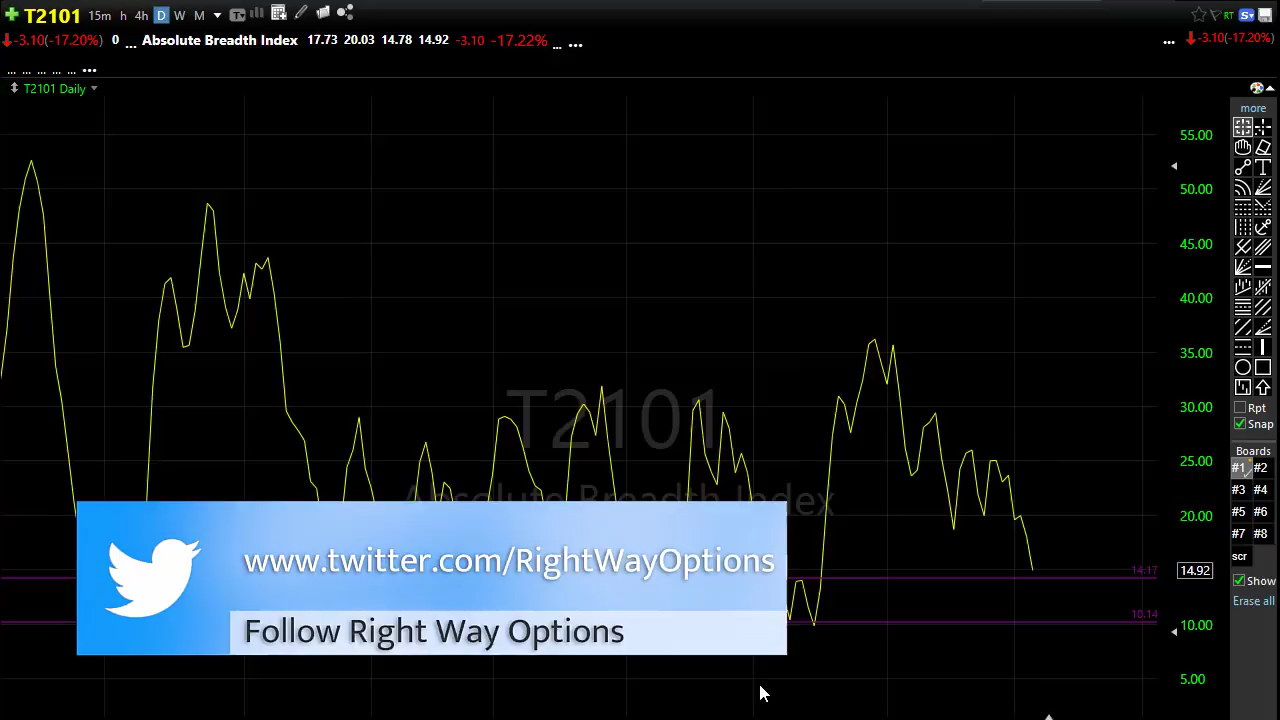 T2101 15m h 4h D W M
RT S
-3.10(-17.20%) 0 ... Absolute Breadth Index 17.73 20.03 14.78 14.92 -3.10 -17.22% ... ...
... -3.10(-17.20%)
... ... ... ... ... ...
T2101 Daily
more
55.00
50.00
45.00
40.00
35.00
30.00
25.00
20.00
14.17
14.92
10.14
10.00
5.00
T2101
Absolute Breadth Index
www.twitter.com/RightWayOptions
Follow Right Way Options
T
Rpt
Snap
Boards
#1 #2
#3 #4
#5 #6
#7 #8
scr
Show
Erase all